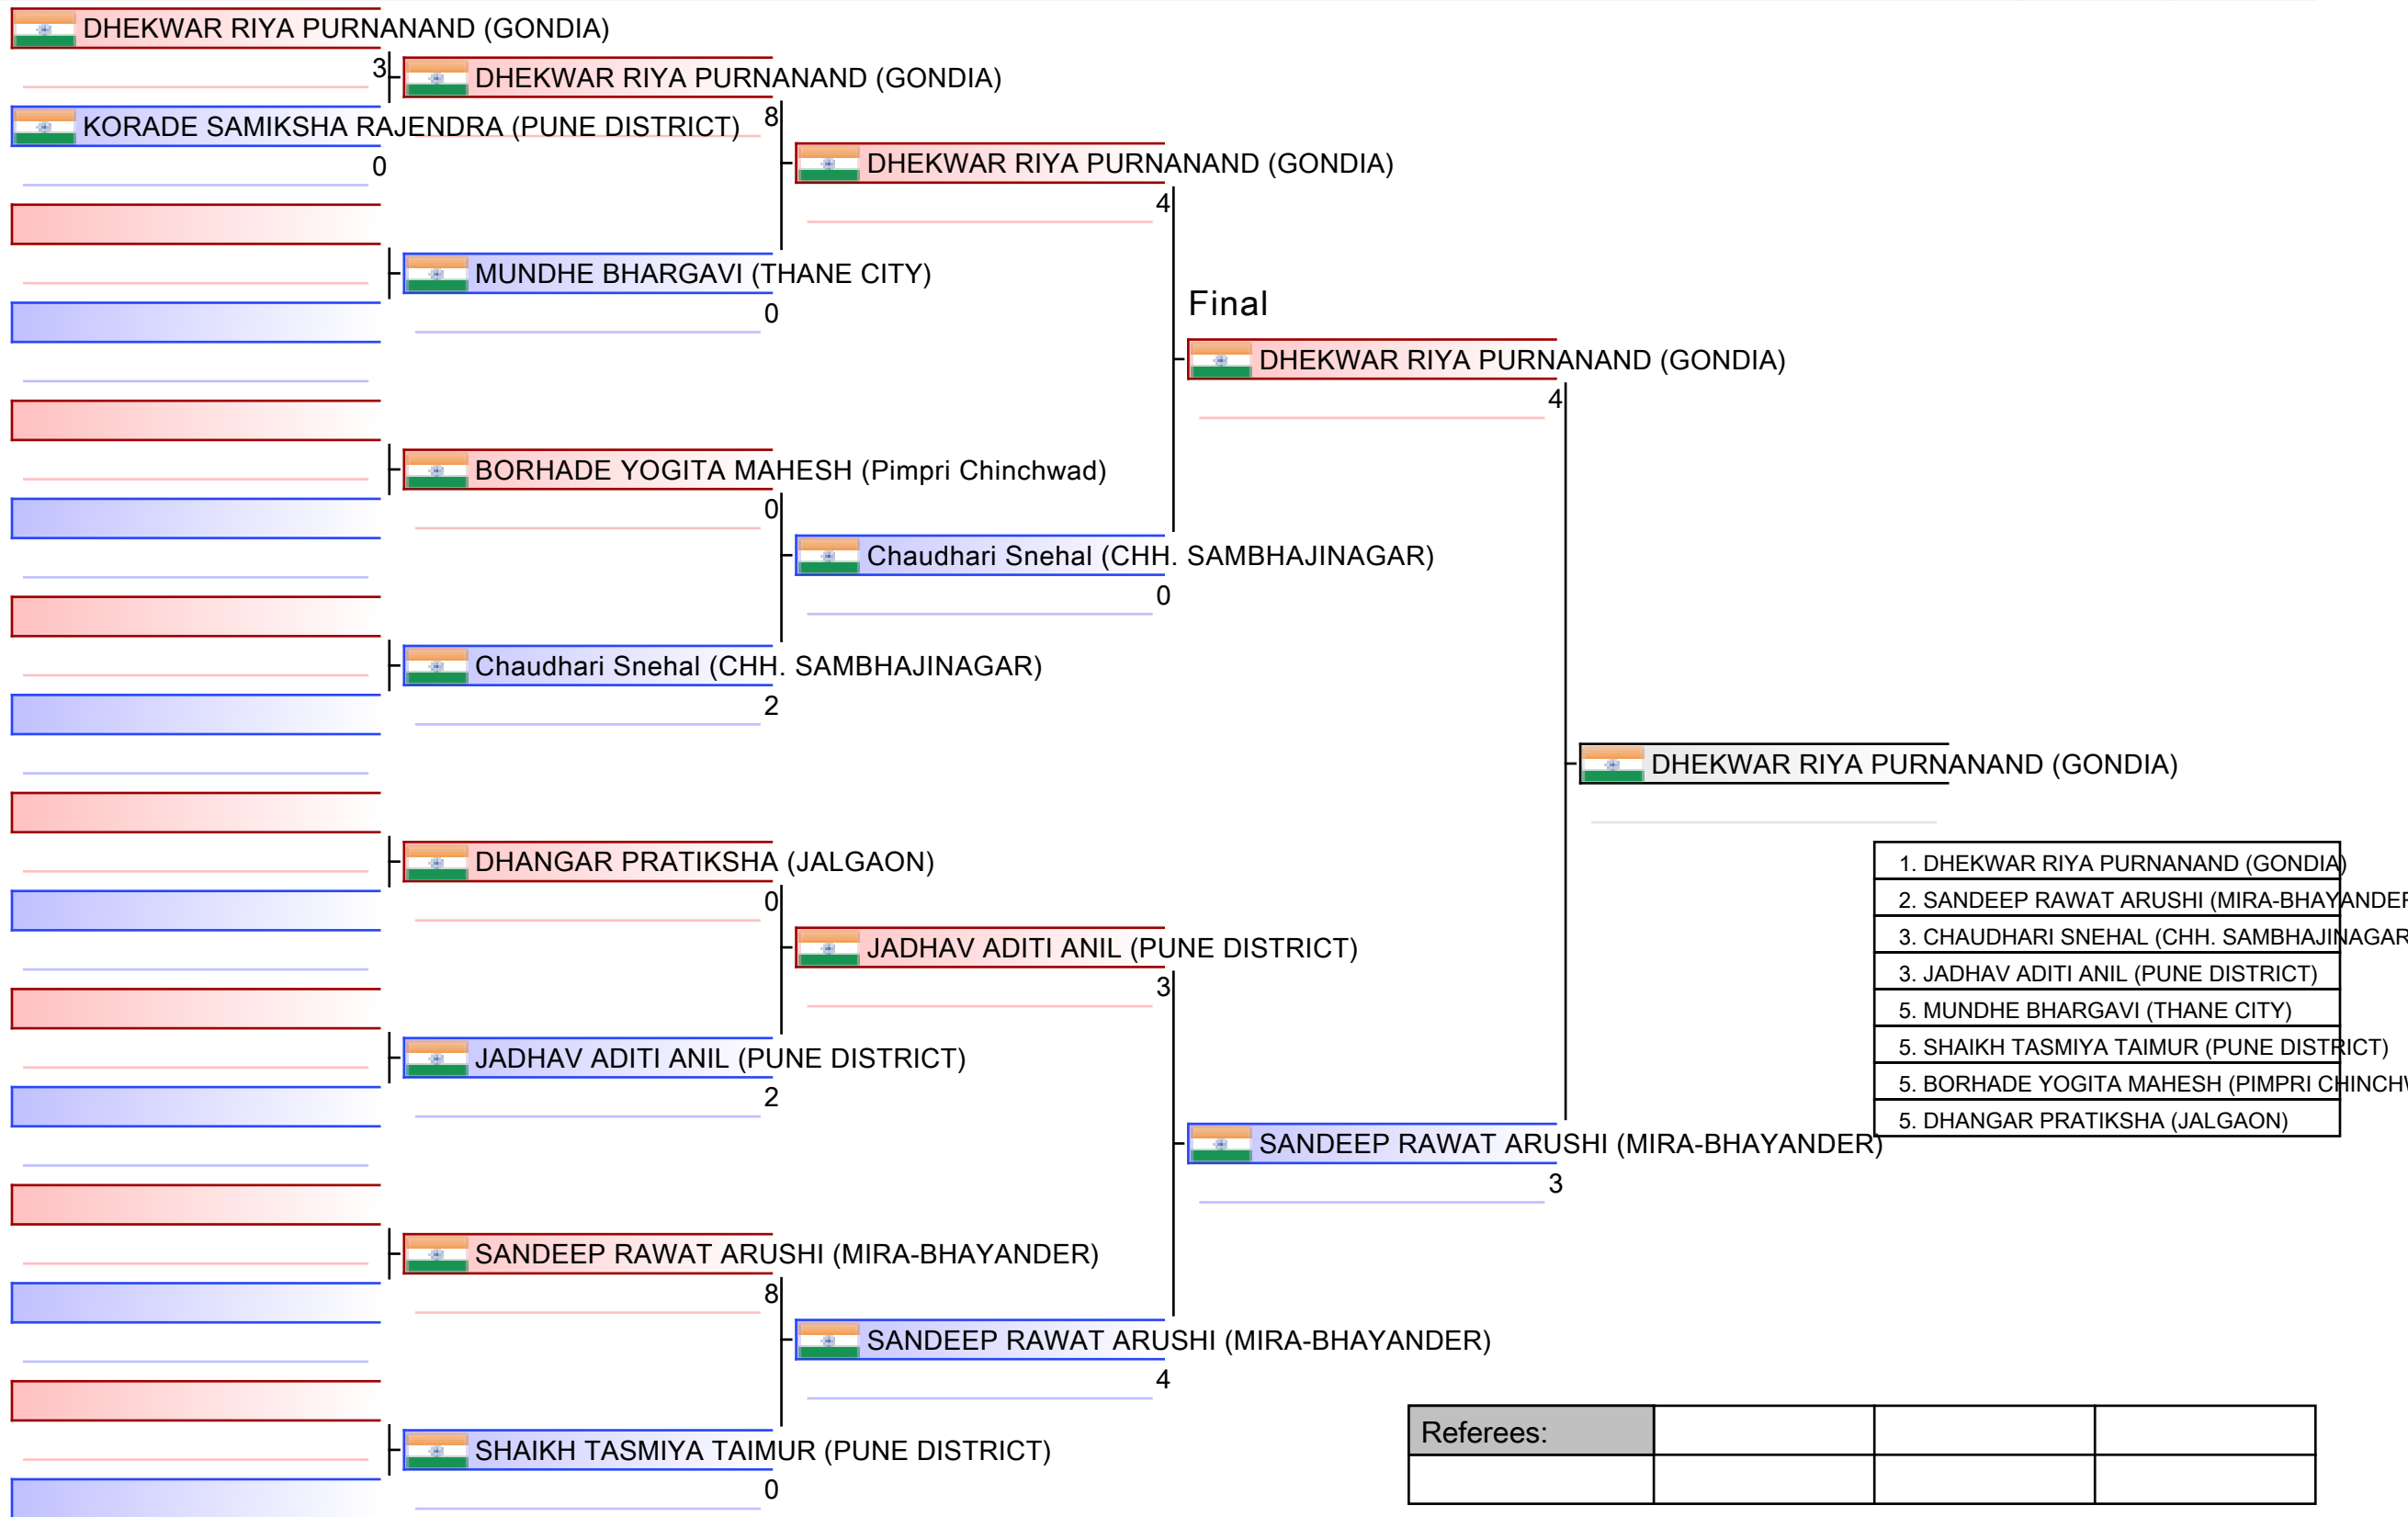 DHEKWAR RIYA PURNANAND (GONDIA)
3
DHEKWAR RIYA PURNANAND (GONDIA)
8
KORADE SAMIKSHA RAJENDRA (PUNE DISTRICT)
0
DHEKWAR RIYA PURNANAND (GONDIA)
4
MUNDHE BHARGAVI (THANE CITY)
0
Final
DHEKWAR RIYA PURNANAND (GONDIA)
4
BORHADE YOGITA MAHESH (Pimpri Chinchwad)
0
Chaudhari Snehal (CHH. SAMBHAJINAGAR)
0
Chaudhari Snehal (CHH. SAMBHAJINAGAR)
2
DHEKWAR RIYA PURNANAND (GONDIA)
DHANGAR PRATIKSHA (JALGAON)
0
JADHAV ADITI ANIL (PUNE DISTRICT)
3
JADHAV ADITI ANIL (PUNE DISTRICT)
2
1. DHEKWAR RIYA PURNANAND (GONDIA)
2. SANDEEP RAWAT ARUSHI (MIRA-BHAYANDER
3. CHAUDHARI SNEHAL (CHH. SAMBHAJINAGAR
3. JADHAV ADITI ANIL (PUNE DISTRICT)
5. MUNDHE BHARGAVI (THANE CITY)
5. SHAIKH TASMIYA TAIMUR (PUNE DISTRICT)
5. BORHADE YOGITA MAHESH (PIMPRI CHINCHW
5. DHANGAR PRATIKSHA (JALGAON)
SANDEEP RAWAT ARUSHI (MIRA-BHAYANDER)
3
SANDEEP RAWAT ARUSHI (MIRA-BHAYANDER)
8
SANDEEP RAWAT ARUSHI (MIRA-BHAYANDER)
4
SHAIKH TASMIYA TAIMUR (PUNE DISTRICT)
0
Referees: